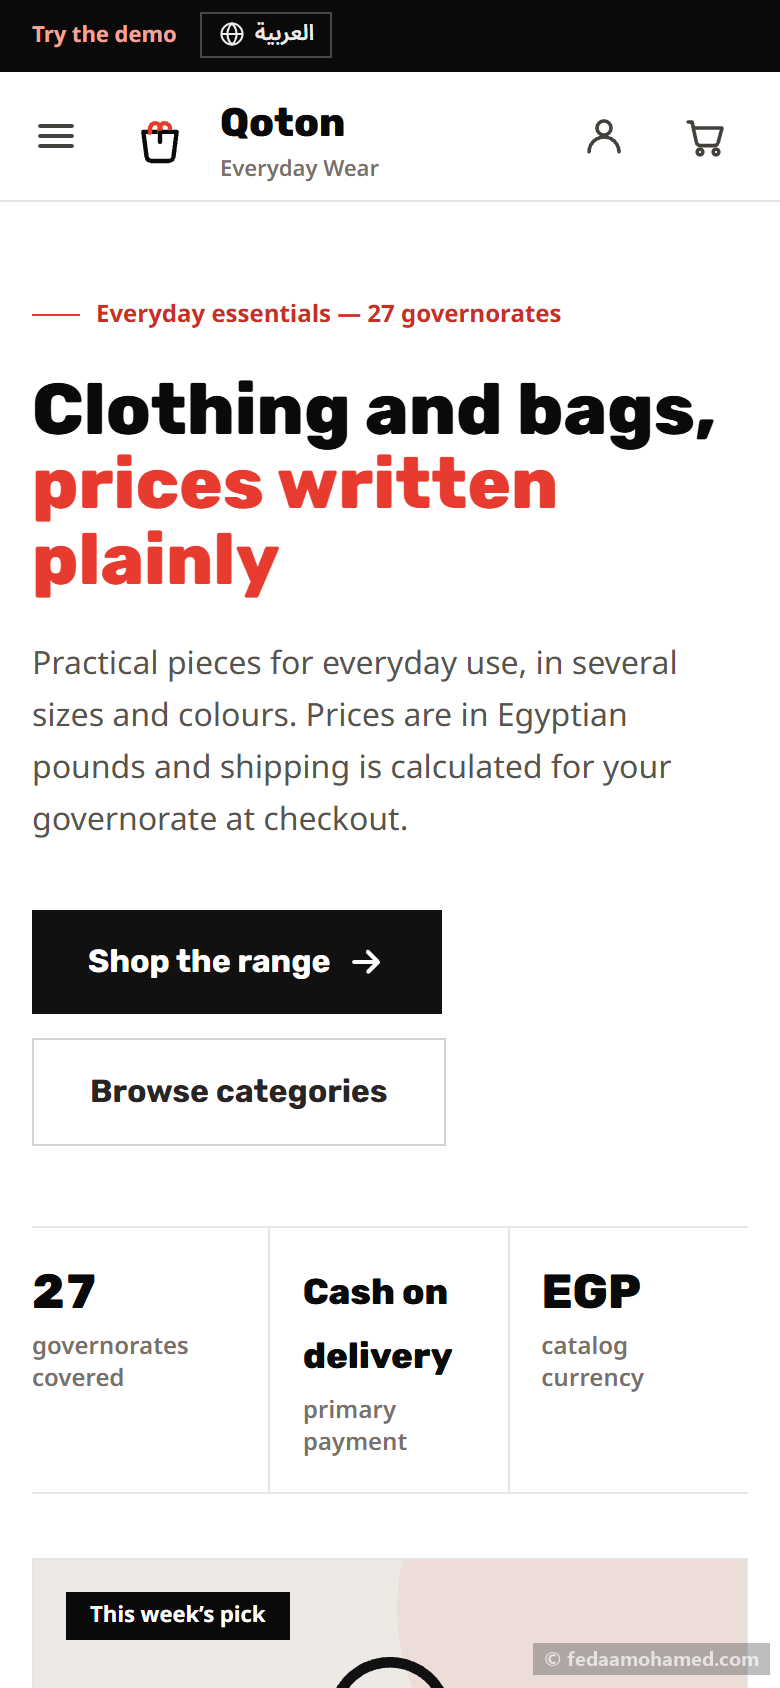 Try the demo
العربية
Qoton
Everyday Wear
Everyday essentials — 27 governorates
Clothing and bags,
prices written
plainly
Practical pieces for everyday use, in several
sizes and colours. Prices are in Egyptian
pounds and shipping is calculated for your
governorate at checkout.
Shop the range →
Browse categories
27
governorates
covered
Cash on
delivery
primary
payment
EGP
catalog
currency
This week’s pick
© fedaamohamed.com